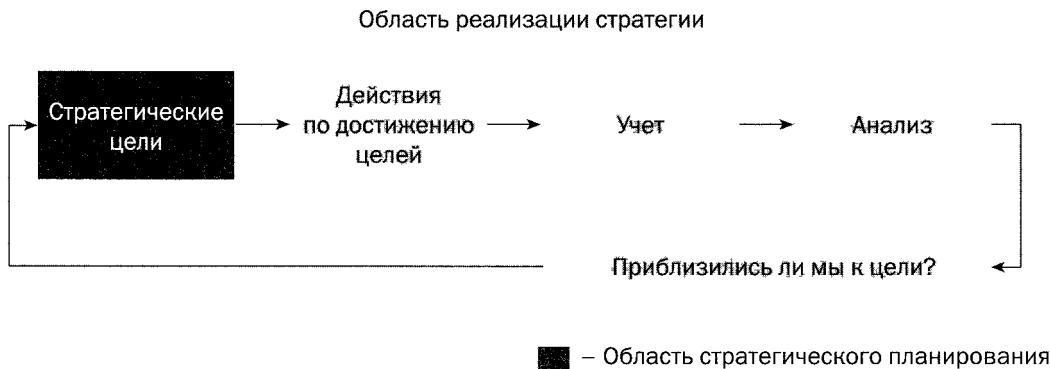 Область реализации стратегии
Стратегические
цели
Действия
по достижению
целей
Учет
Анализ
Приблизились ли мы к цели?
– Область стратегического планирования